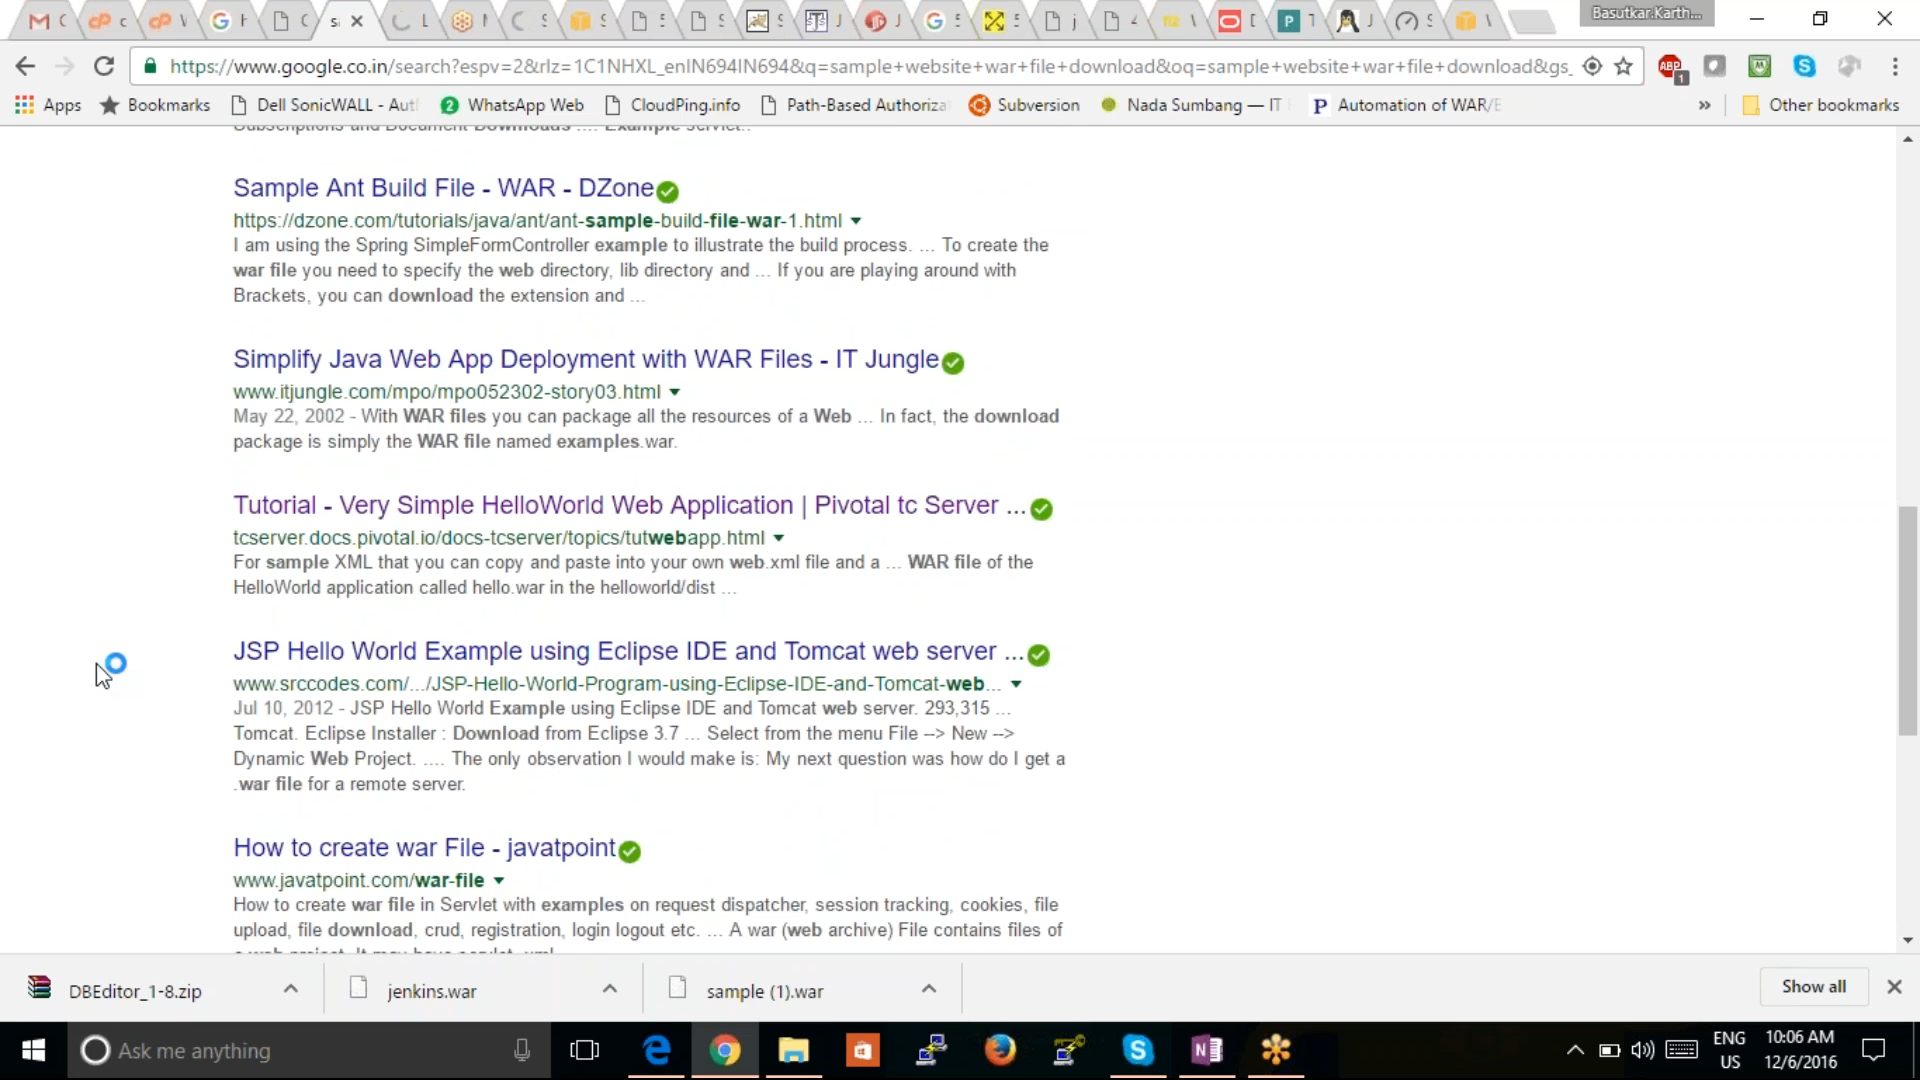 Basutkar.Karth...
https://www.google.co.in/search?espv=2&rlz=1C1NHXL_enIN694IN694&q=sample+website+war+file+download&oq=sample+website+war+file+download&gs_
ABP
1
Apps
Bookmarks
Dell SonicWALL - Aut
WhatsApp Web
CloudPing.info
Path-Based Authoriza
Subversion
Nada Sumbang — IT
Automation of WAR/E
»
Other bookmarks
Subscriptions and Document Downloads .... Example servlet..
Sample Ant Build File - WAR - DZone
https://dzone.com/tutorials/java/ant/ant-sample-build-file-war-1.html
I am using the Spring SimpleFormController example to illustrate the build process. ... To create the
war file you need to specify the web directory, lib directory and ... If you are playing around with
Brackets, you can download the extension and ...
Simplify Java Web App Deployment with WAR Files - IT Jungle
www.itjungle.com/mpo/mpo052302-story03.html
May 22, 2002 - With WAR files you can package all the resources of a Web ... In fact, the download
package is simply the WAR file named examples.war.
Tutorial - Very Simple HelloWorld Web Application | Pivotal tc Server ...
tcserver.docs.pivotal.io/docs-tcserver/topics/tutwebapp.html
For sample XML that you can copy and paste into your own web.xml file and a ... WAR file of the
HelloWorld application called hello.war in the helloworld/dist ...
JSP Hello World Example using Eclipse IDE and Tomcat web server ...
www.srccodes.com/.../JSP-Hello-World-Program-using-Eclipse-IDE-and-Tomcat-web...
Jul 10, 2012 - JSP Hello World Example using Eclipse IDE and Tomcat web server. 293,315 ...
Tomcat. Eclipse Installer : Download from Eclipse 3.7 ... Select from the menu File --> New -->
Dynamic Web Project. .... The only observation I would make is: My next question was how do I get a
.war file for a remote server.
How to create war File - javatpoint
www.javatpoint.com/war-file
How to create war file in Servlet with examples on request dispatcher, session tracking, cookies, file
upload, file download, crud, registration, login logout etc. ... A war (web archive) File contains files of
DBEditor_1-8.zip
jenkins.war
sample (1).war
Show all
Ask me anything
ENG
US
10:06 AM
12/6/2016